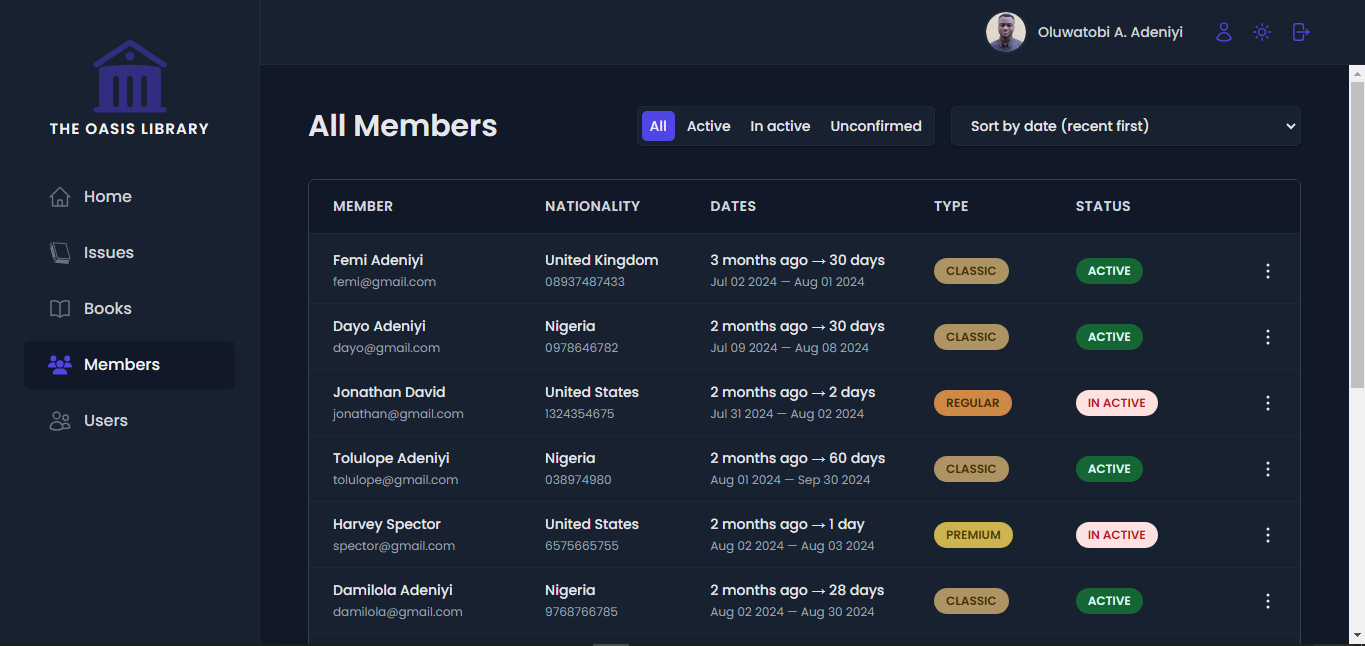 Oluwatobi A. Adeniyi
THE OASIS LIBRARY
Home
Issues
Books
Members
Users
All Members
All Active In active Unconfirmed
Sort by date (recent first)
MEMBER NATIONALITY DATES TYPE STATUS
Femi Adeniyi United Kingdom 3 months ago → 30 days
femi@gmail.com 08937487433 Jul 02 2024 — Aug 01 2024
CLASSIC ACTIVE
Dayo Adeniyi Nigeria 2 months ago → 30 days
dayo@gmail.com 0978646782 Jul 09 2024 — Aug 08 2024
CLASSIC ACTIVE
Jonathan David United States 2 months ago → 2 days
jonathan@gmail.com 1324354675 Jul 31 2024 — Aug 02 2024
REGULAR IN ACTIVE
Tolulope Adeniyi Nigeria 2 months ago → 60 days
tolulope@gmail.com 038974980 Aug 01 2024 — Sep 30 2024
CLASSIC ACTIVE
Harvey Spector United States 2 months ago → 1 day
spector@gmail.com 6575665755 Aug 02 2024 — Aug 03 2024
PREMIUM IN ACTIVE
Damilola Adeniyi Nigeria 2 months ago → 28 days
damilola@gmail.com 9768766785 Aug 02 2024 — Aug 30 2024
CLASSIC ACTIVE